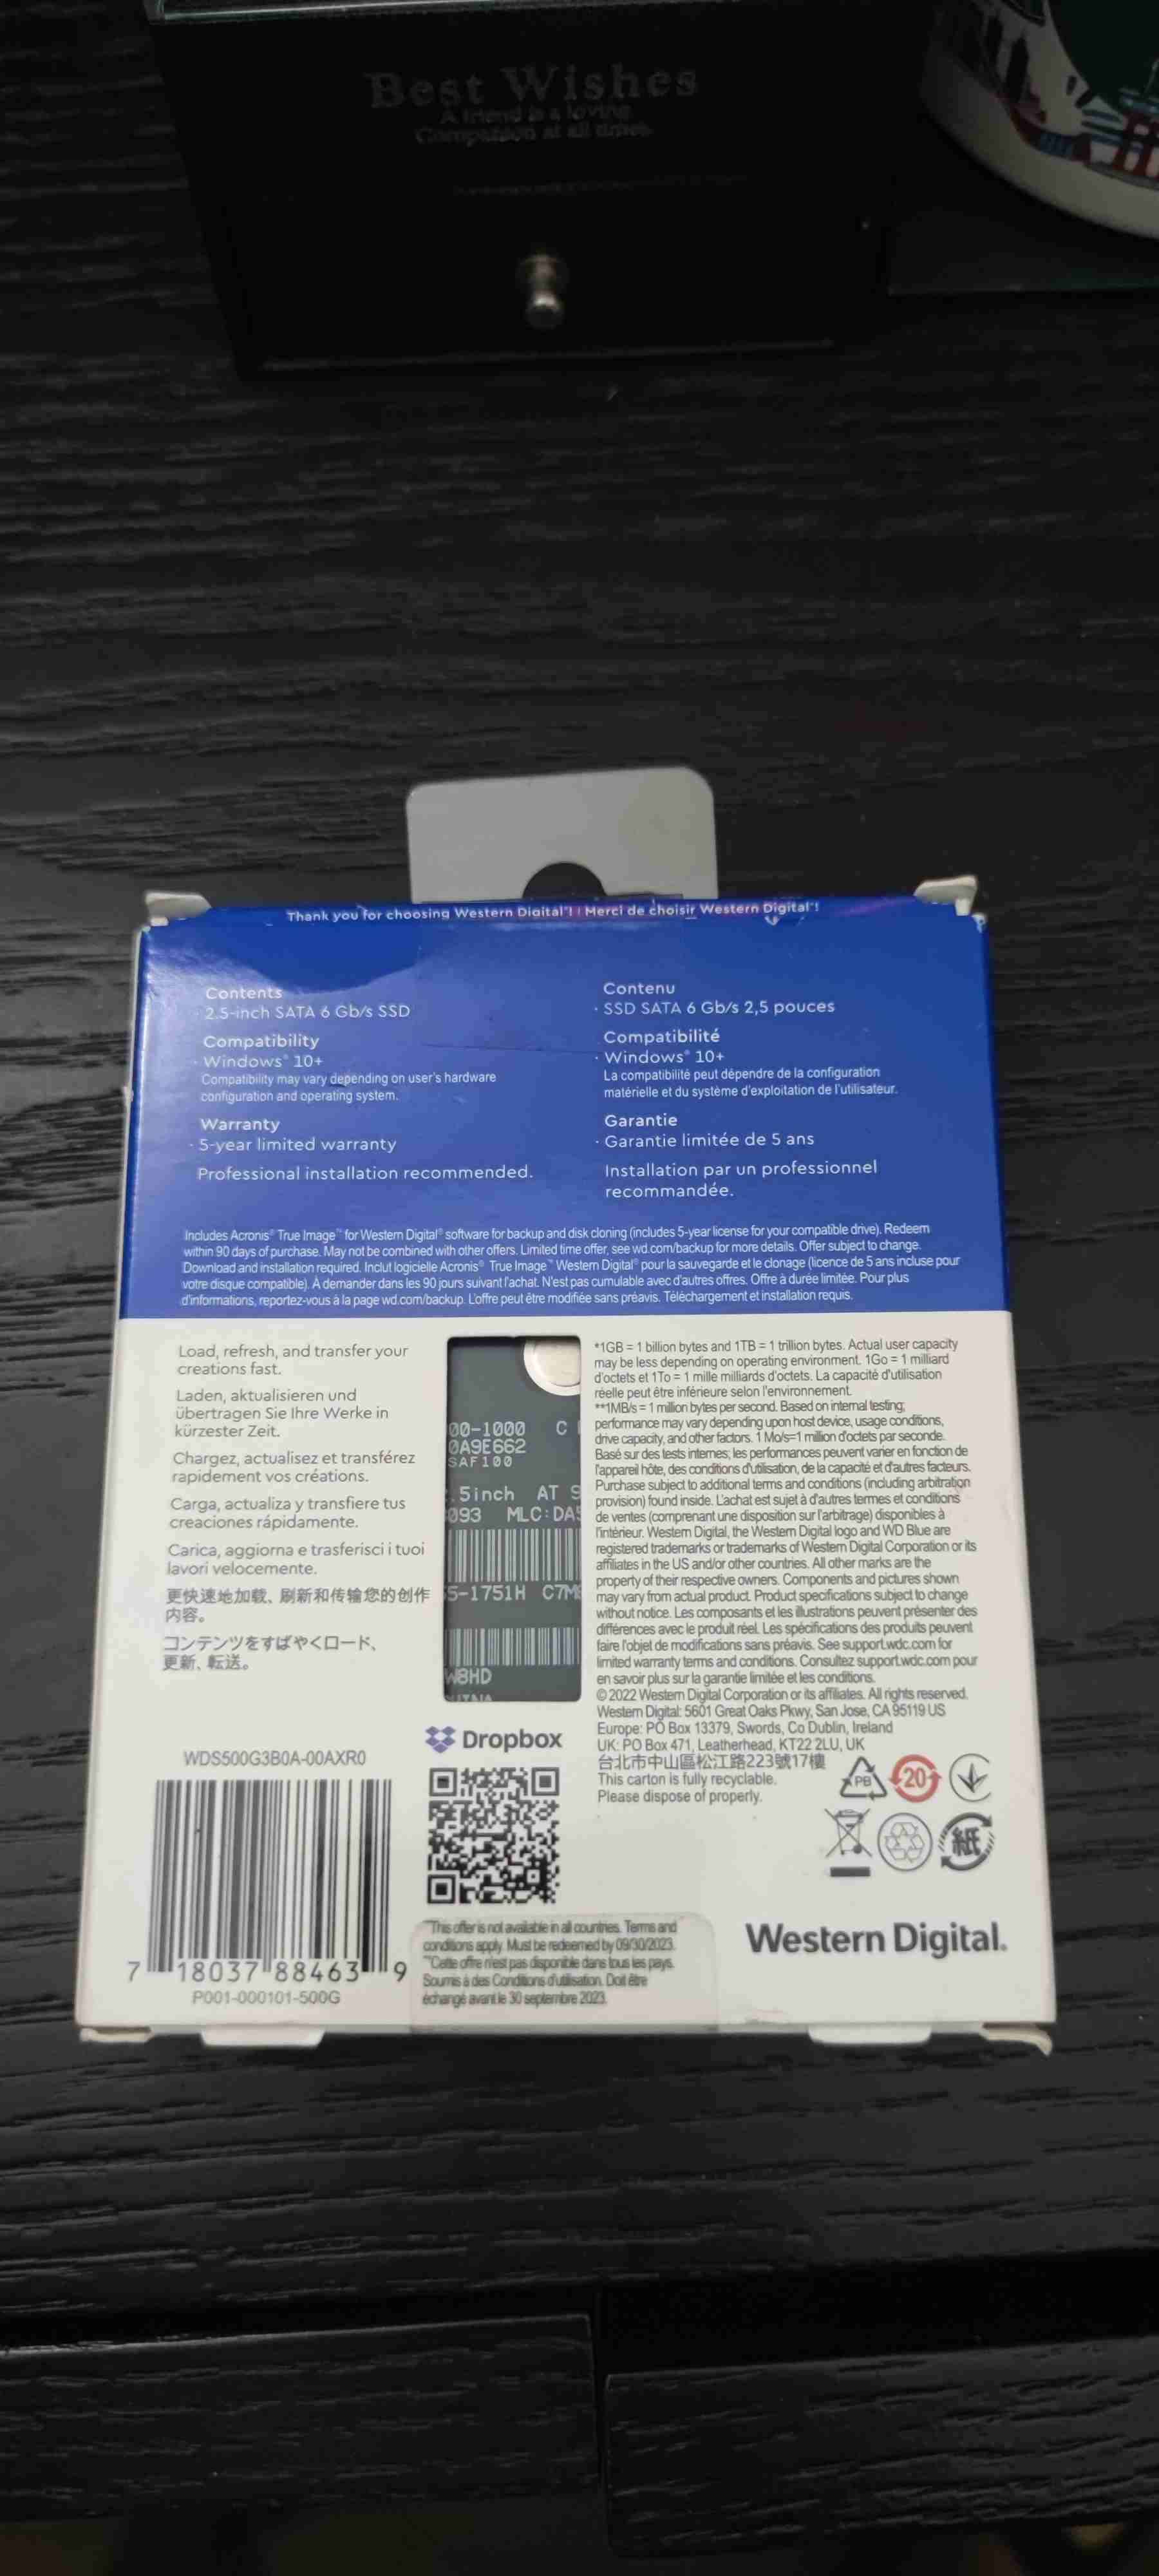 Best Wishes
A friend is a loving
Companion at all times
Thank you for choosing Western Digital®! | Merci de choisir Western Digital®!
Contents
· 2.5-inch SATA 6 Gb/s SSD
Compatibility
· Windows® 10+
Compatibility may vary depending on user's hardware
configuration and operating system.
Warranty
· 5-year limited warranty
Professional installation recommended.
Contenu
· SSD SATA 6 Gb/s 2,5 pouces
Compatibilité
· Windows® 10+
La compatibilité peut dépendre de la configuration
matérielle et du système d'exploitation de l'utilisateur.
Garantie
· Garantie limitée de 5 ans
Installation par un professionnel
recommandée.
Includes Acronis® True Image™ for Western Digital® software for backup and disk cloning (includes 5-year license for your compatible drive). Redeem
within 90 days of purchase. May not be combined with other offers. Limited time offer, see wd.com/backup for more details. Offer subject to change.
Download and installation required. Inclut logicielle Acronis® True Image™ Western Digital® pour la sauvegarde et le clonage (licence de 5 ans incluse pour
votre disque compatible). À demander dans les 90 jours suivant l'achat. N'est pas cumulable avec d'autres offres. Offre à durée limitée. Pour plus
d'informations, reportez-vous à la page wd.com/backup. L'offre peut être modifiée sans préavis. Téléchargement et installation requis.
Load, refresh, and transfer your
creations fast.
Laden, aktualisieren und
übertragen Sie Ihre Werke in
kürzester Zeit.
Chargez, actualisez et transférez
rapidement vos créations.
Carga, actualiza y transfiere tus
creaciones rápidamente.
Carica, aggiorna e trasferisci i tuoi
lavori velocemente.
更快速地加载、刷新和传输您的创作
内容。
コンテンツをすばやくロード、
更新、転送。
00-1000 C
0A9E662
SAF100
.5inch AT S
093 MLC:DA5
5-1751H C7M
W8HD
*1GB = 1 billion bytes and 1TB = 1 trillion bytes. Actual user capacity
may be less depending on operating environment. 1Go = 1 milliard
d'octets et 1To = 1 mille milliards d'octets. La capacité d'utilisation
réelle peut être inférieure selon l'environnement.
**1MB/s = 1 million bytes per second. Based on internal testing;
performance may vary depending upon host device, usage conditions,
drive capacity, and other factors. 1 Mo/s=1 million d'octets par seconde.
Basé sur des tests internes; les performances peuvent varier en fonction de
l'appareil hôte, des conditions d'utilisation, de la capacité et d'autres facteurs.
Purchase subject to additional terms and conditions (including arbitration
provision) found inside. L'achat est sujet à d'autres termes et conditions
de ventes (comprenant une disposition sur l'arbitrage) disponibles à
l'intérieur. Western Digital, the Western Digital logo and WD Blue are
registered trademarks or trademarks of Western Digital Corporation or its
affiliates in the US and/or other countries. All other marks are the
property of their respective owners. Components and pictures shown
may vary from actual product. Product specifications subject to change
without notice. Les composants et les illustrations peuvent présenter des
différences avec le produit réel. Les spécifications des produits peuvent
faire l'objet de modifications sans préavis. See support.wdc.com for
limited warranty terms and conditions. Consultez support.wdc.com pour
en savoir plus sur la garantie limitée et les conditions.
© 2022 Western Digital Corporation or its affiliates. All rights reserved.
Western Digital: 5601 Great Oaks Pkwy, San Jose, CA 95119 US
Europe: PO Box 13379, Swords, Co Dublin, Ireland
UK: PO Box 471, Leatherhead, KT22 2LU, UK
台北市中山區松江路223號17樓
This carton is fully recyclable.
Please dispose of properly.
PB
20
紙
Dropbox
WDS500G3B0A-00AXR0
7 18037 88463 9
P001-000101-500G
™This offer is not available in all countries. Terms and
conditions apply. Must be redeemed by 09/30/2023.
™Cette offre n'est pas disponible dans tous les pays.
Soumis à des Conditions d'utilisation. Doit être
échangé avant le 30 septembre 2023.
Western Digital®